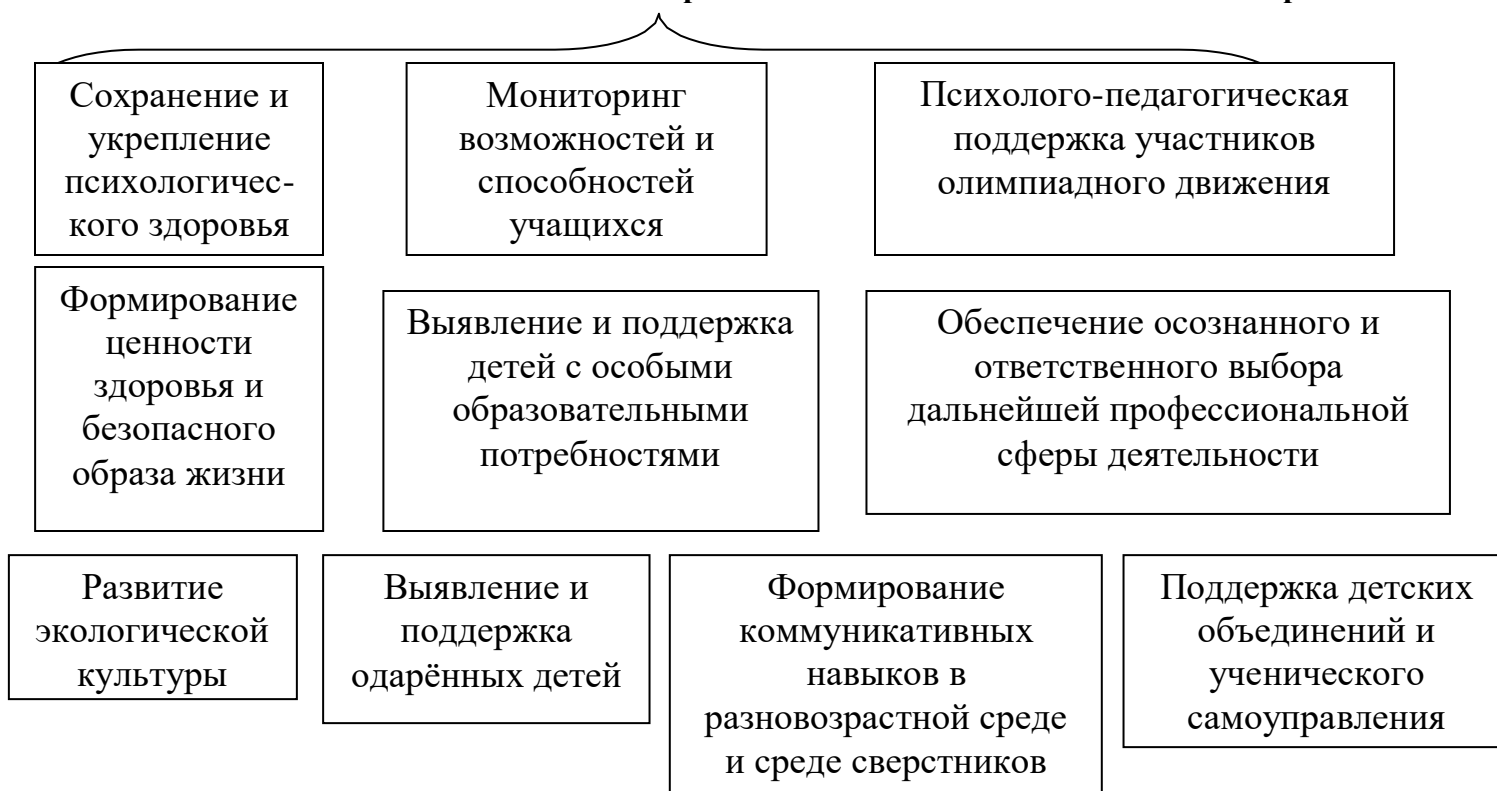 Сохранение и
укрепление
психологичес-
кого здоровья
Мониторинг
возможностей и
способностей
учащихся
Психолого-педагогическая
поддержка участников
олимпиадного движения
Формирование
ценности
здоровья и
безопасного
образа жизни
Выявление и поддержка
детей с особыми
образовательными
потребностями
Обеспечение осознанного и
ответственного выбора
дальнейшей профессиональной
сферы деятельности
Развитие
экологической
культуры
Выявление и
поддержка
одарённых детей
Формирование
коммуникативных
навыков в
разновозрастной среде
и среде сверстников
Поддержка детских
объединений и
ученического
самоуправления